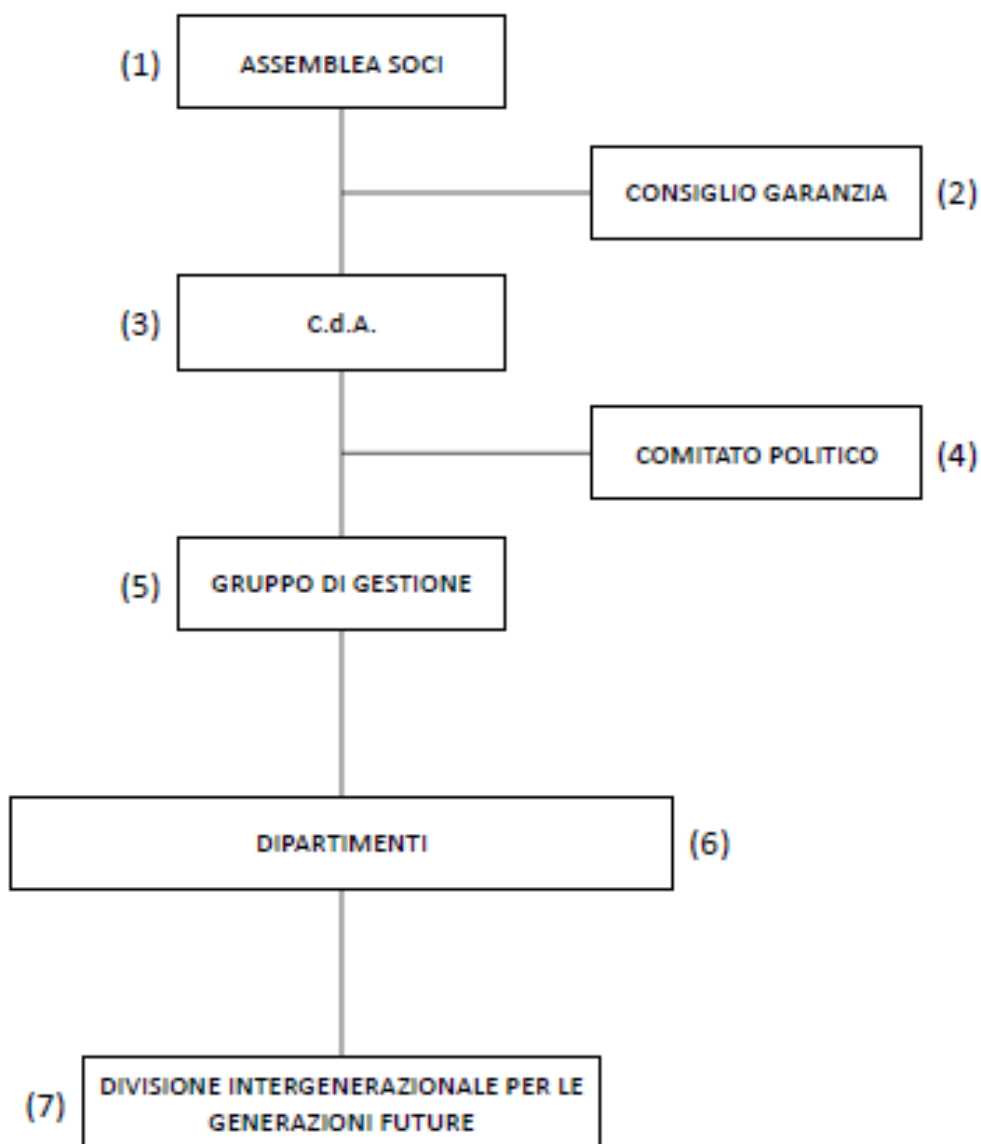 (1) ASSEMBLEA SOCI
CONSIGLIO GARANZIA (2)
(3) C.d.A.
COMITATO POLITICO (4)
(5) GRUPPO DI GESTIONE
DIPARTIMENTI (6)
(7) DIVISIONE INTERGENERAZIONALE PER LE
GENERAZIONI FUTURE